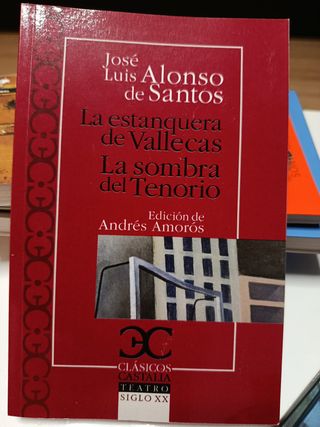 José
Luis Alonso
de Santos
La estanquera
de Vallecas
La sombra
del Tenorio
Edición de
Andrés Amorós
CLÁSICOS
CASTALIA
TEATRO
SIGLO XX